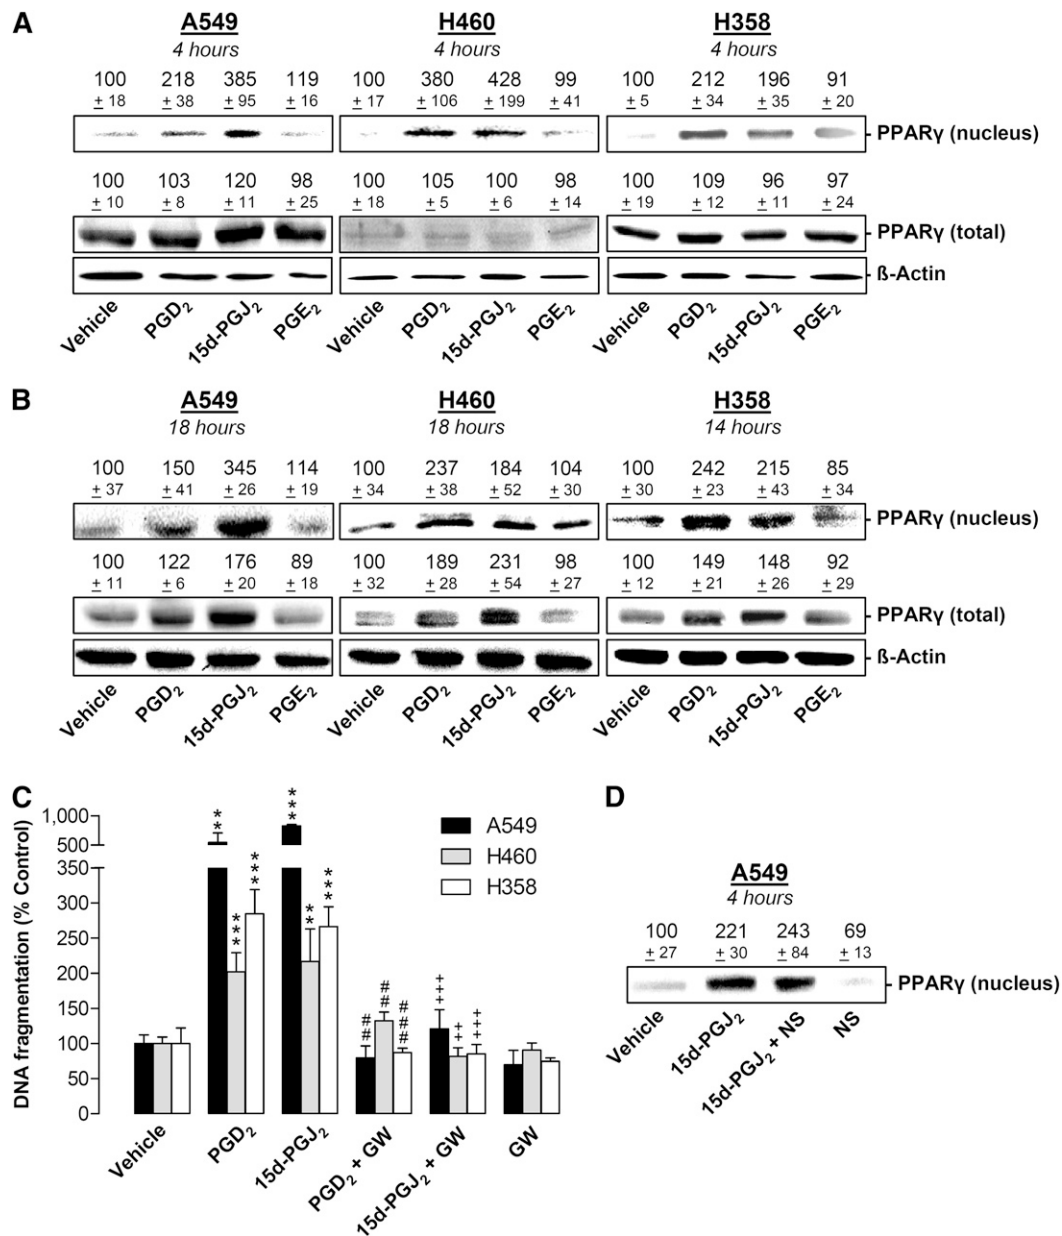 A
A549 H460 H358
4 hours 4 hours 4 hours
100 218 385 119 100 380 428 99 100 212 196 91
± 18 ± 38 ± 95 ± 16 ± 17 ± 106 ± 199 ± 41 ± 5 ± 34 ± 35 ± 20
PPARγ (nucleus)
100 103 120 98 100 105 100 98 100 109 96 97
± 10 ± 8 ± 11 ± 25 ± 18 ± 5 ± 6 ± 14 ± 19 ± 12 ± 11 ± 24
PPARγ (total)
ß-Actin
Vehicle PGD2 15d-PGJ2 PGE2 Vehicle PGD2 15d-PGJ2 PGE2 Vehicle PGD2 15d-PGJ2 PGE2
B
A549 H460 H358
18 hours 18 hours 14 hours
100 150 345 114 100 237 184 104 100 242 215 85
± 37 ± 41 ± 26 ± 19 ± 34 ± 38 ± 52 ± 30 ± 30 ± 23 ± 43 ± 34
PPARγ (nucleus)
100 122 176 89 100 189 231 98 100 149 148 92
± 11 ± 6 ± 20 ± 18 ± 32 ± 28 ± 54 ± 27 ± 12 ± 21 ± 26 ± 29
PPARγ (total)
ß-Actin
Vehicle PGD2 15d-PGJ2 PGE2 Vehicle PGD2 15d-PGJ2 PGE2 Vehicle PGD2 15d-PGJ2 PGE2
C
DNA fragmentation (% Control)
1,000
500
350
300
250
200
150
100
50
0
** *** *** *** ** *** ## ## ### +++ ++ +++
A549
H460
H358
Vehicle PGD2 15d-PGJ2 PGD2 + GW 15d-PGJ2 + GW GW
D
A549
4 hours
100 221 243 69
± 27 ± 30 ± 84 ± 13
PPARγ (nucleus)
Vehicle 15d-PGJ2 15d-PGJ2 + NS NS